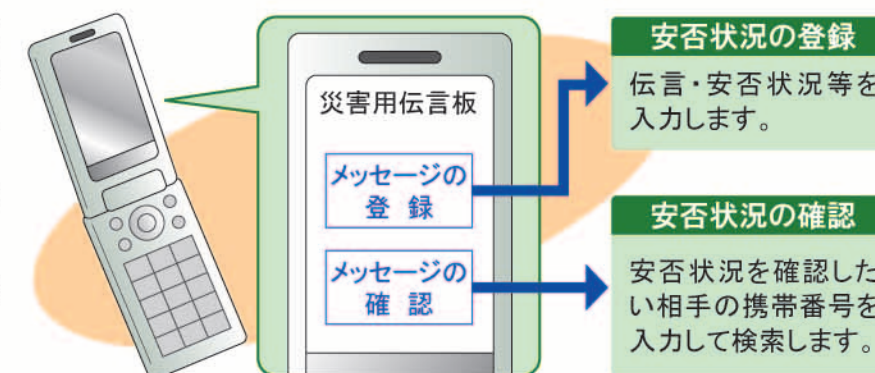 災害用伝言板
メッセージの
登 録
メッセージの
確 認
安否状況の登録
伝言・安否状況等を
入力します。
安否状況の確認
安否状況を確認した
い相手の携帯番号を
入力して検索します。